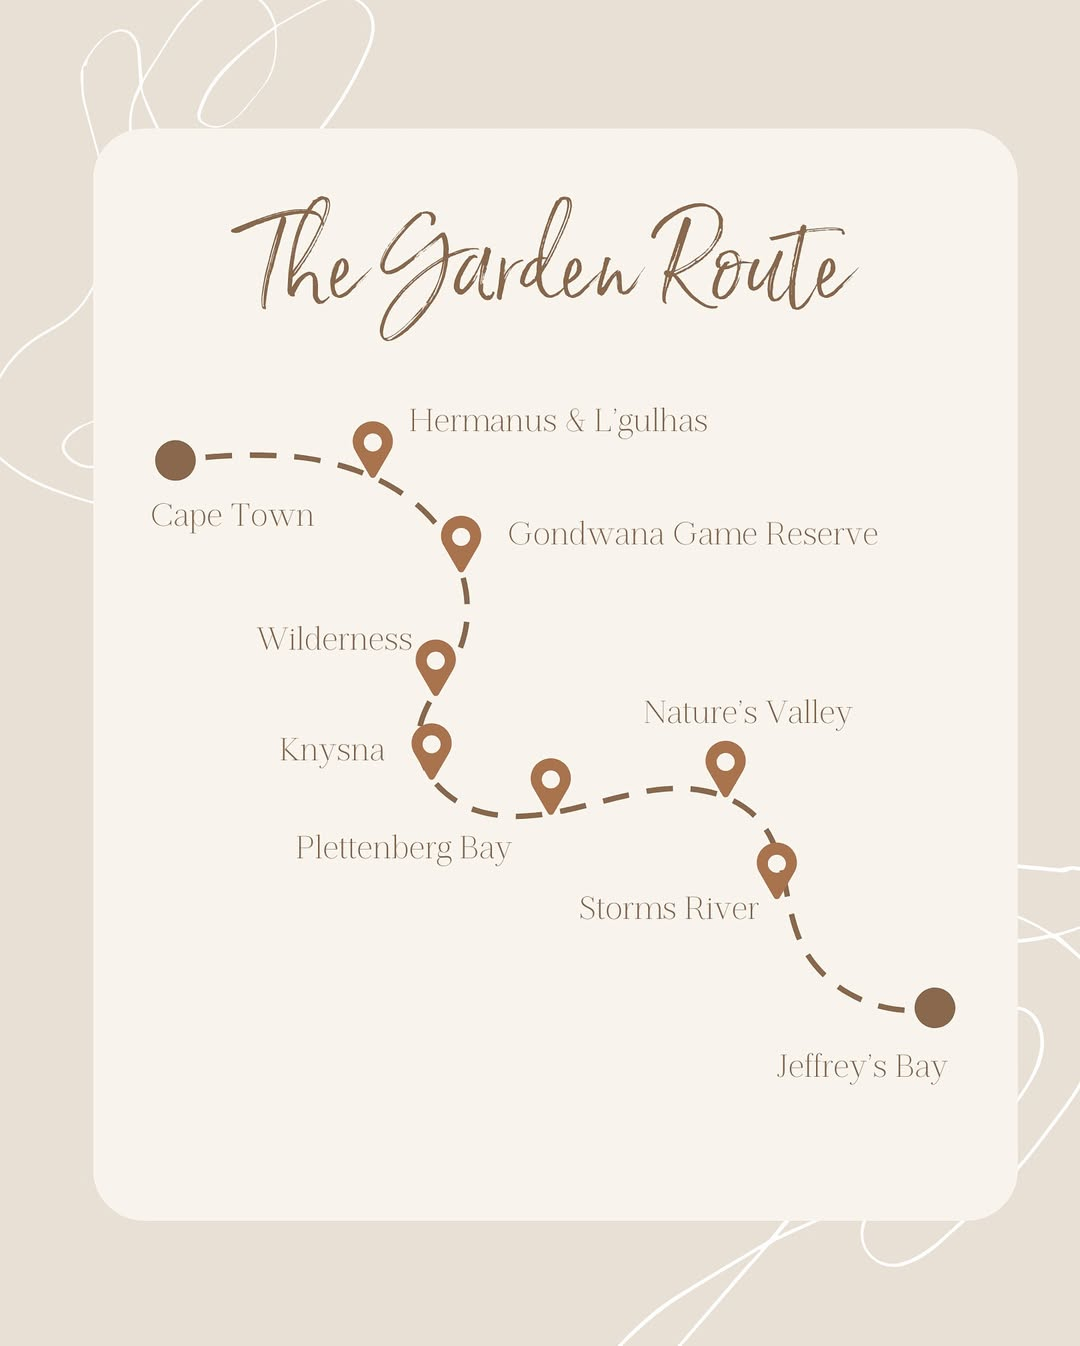 The Garden Route
Hermanus & L'gulhas
Cape Town
Gondwana Game Reserve
Wilderness
Nature's Valley
Knysna
Plettenberg Bay
Storms River
Jeffrey's Bay